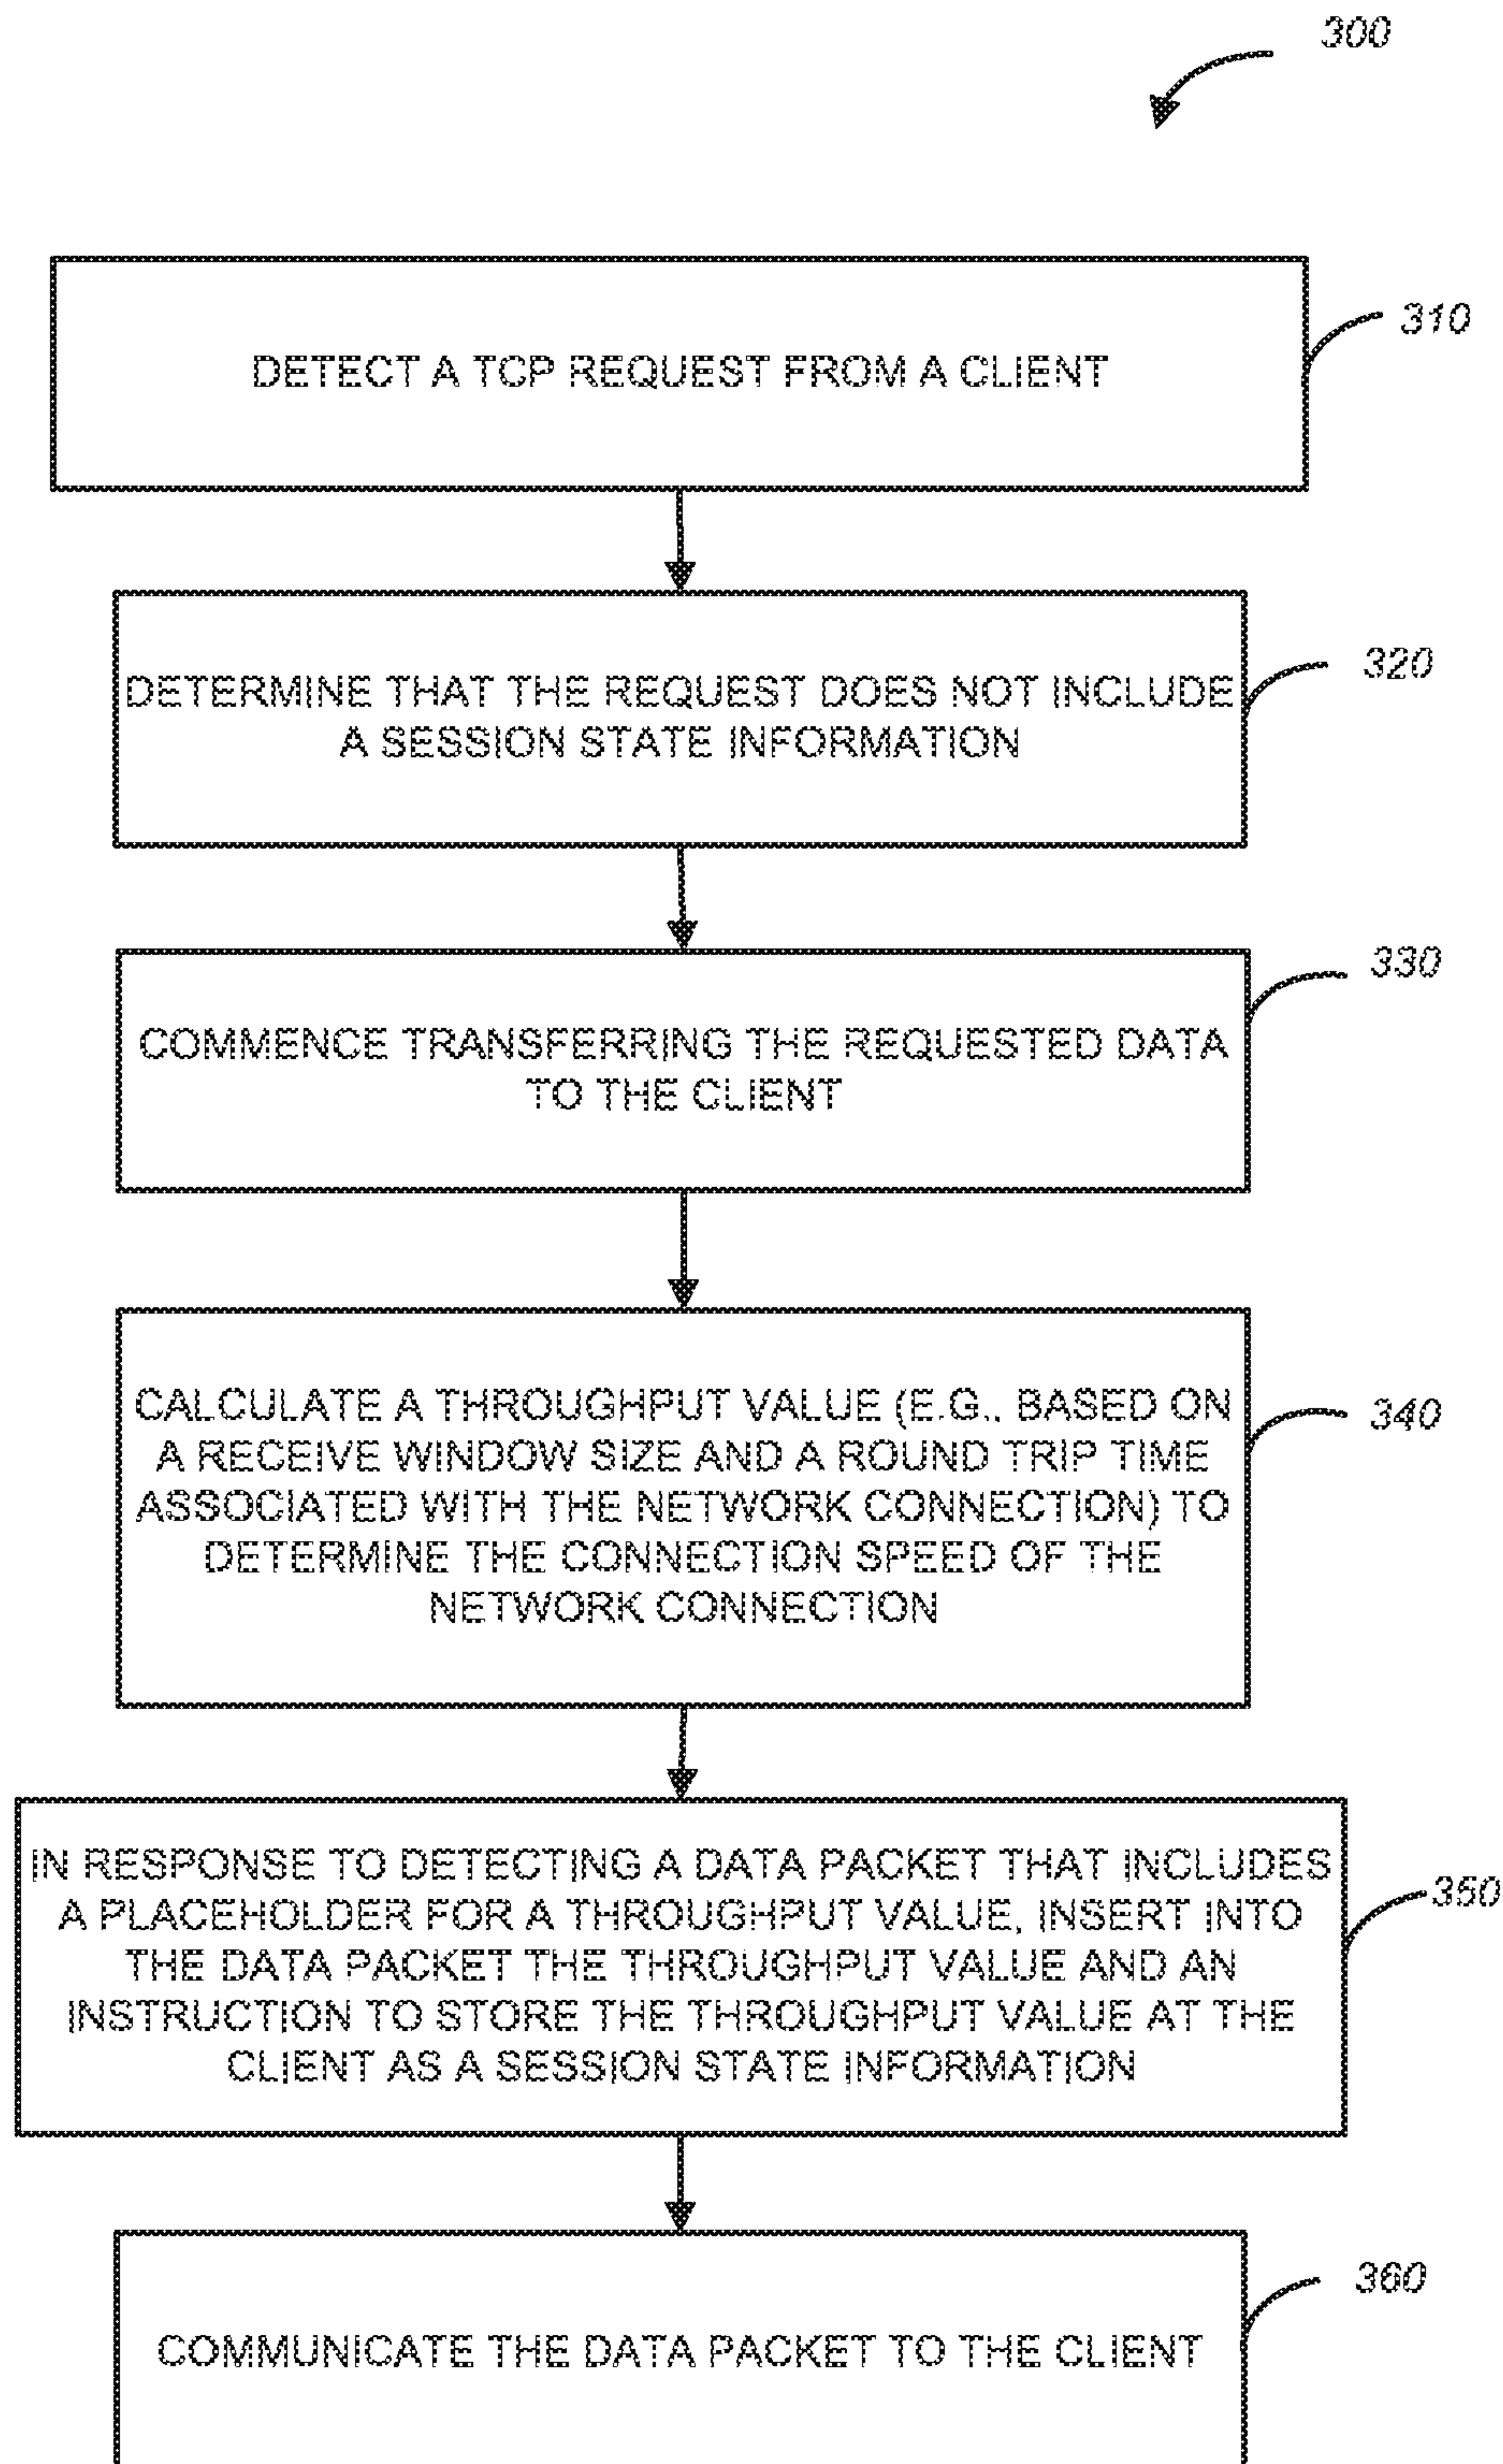 300
DETECT A TCP REQUEST FROM A CLIENT
310
DETERMINE THAT THE REQUEST DOES NOT INCLUDE
A SESSION STATE INFORMATION
320
COMMENCE TRANSFERRING THE REQUESTED DATA
TO THE CLIENT
330
CALCULATE A THROUGHPUT VALUE (E.G., BASED ON
A RECEIVE WINDOW SIZE AND A ROUND TRIP TIME
ASSOCIATED WITH THE NETWORK CONNECTION) TO
DETERMINE THE CONNECTION SPEED OF THE
NETWORK CONNECTION
340
IN RESPONSE TO DETECTING A DATA PACKET THAT INCLUDES
A PLACEHOLDER FOR A THROUGHPUT VALUE, INSERT INTO
THE DATA PACKET THE THROUGHPUT VALUE AND AN
INSTRUCTION TO STORE THE THROUGHPUT VALUE AT THE
CLIENT AS A SESSION STATE INFORMATION
350
COMMUNICATE THE DATA PACKET TO THE CLIENT
360